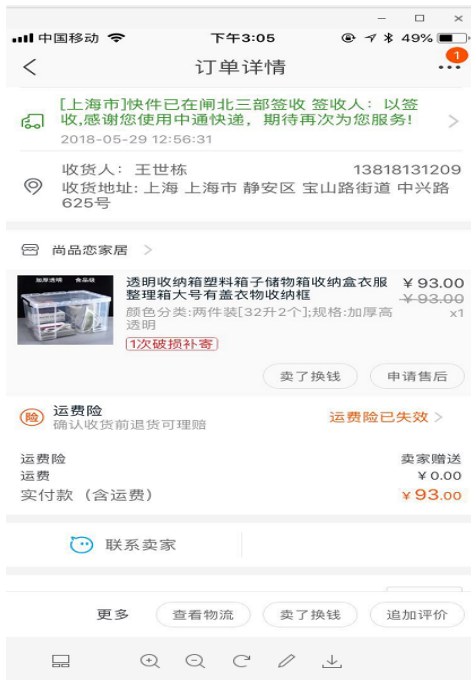 中国移动 下午3:05 49%
订单详情
1
[上海市]快件已在闸北三部签收 签收人：以签
收,感谢您使用中通快递，期待再次为您服务!
2018-05-29 12:56:31
收货人：王世栋 13818131209
收货地址: 上海 上海市 静安区 宝山路街道 中兴路
625号
尚品恋家居
加厚透明 食品级
透明收纳箱塑料箱子储物箱收纳盒衣服 ¥93.00
整理箱大号有盖衣物收纳框 ¥93.00
颜色分类:两件装[32升2个];规格:加厚高 x1
透明
1次破损补寄
卖了换钱 申请售后
险 运费险
确认收货前退货可理赔 运费险已失效
运费险 卖家赠送
运费 ¥0.00
实付款（含运费） ¥93.00
联系卖家
更多 查看物流 卖了换钱 追加评价